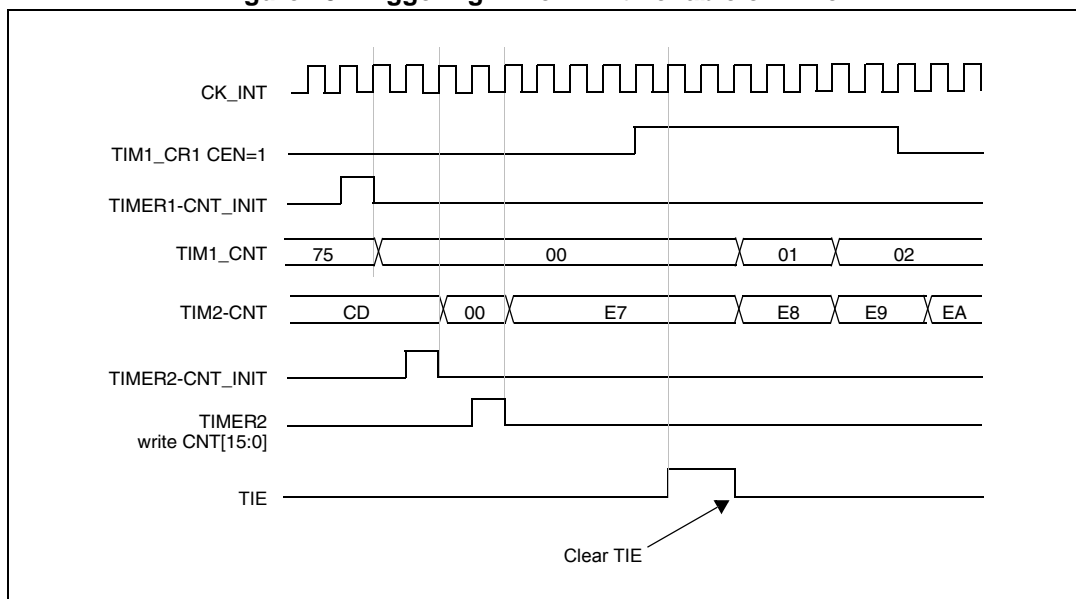 CK_INT
TIM1_CR1 CEN=1
TIMER1-CNT_INIT
TIM1_CNT 75 00 01 02
TIM2-CNT CD 00 E7 E8 E9 EA
TIMER2-CNT_INIT
TIMER2
write CNT[15:0]
TIE
Clear TIE